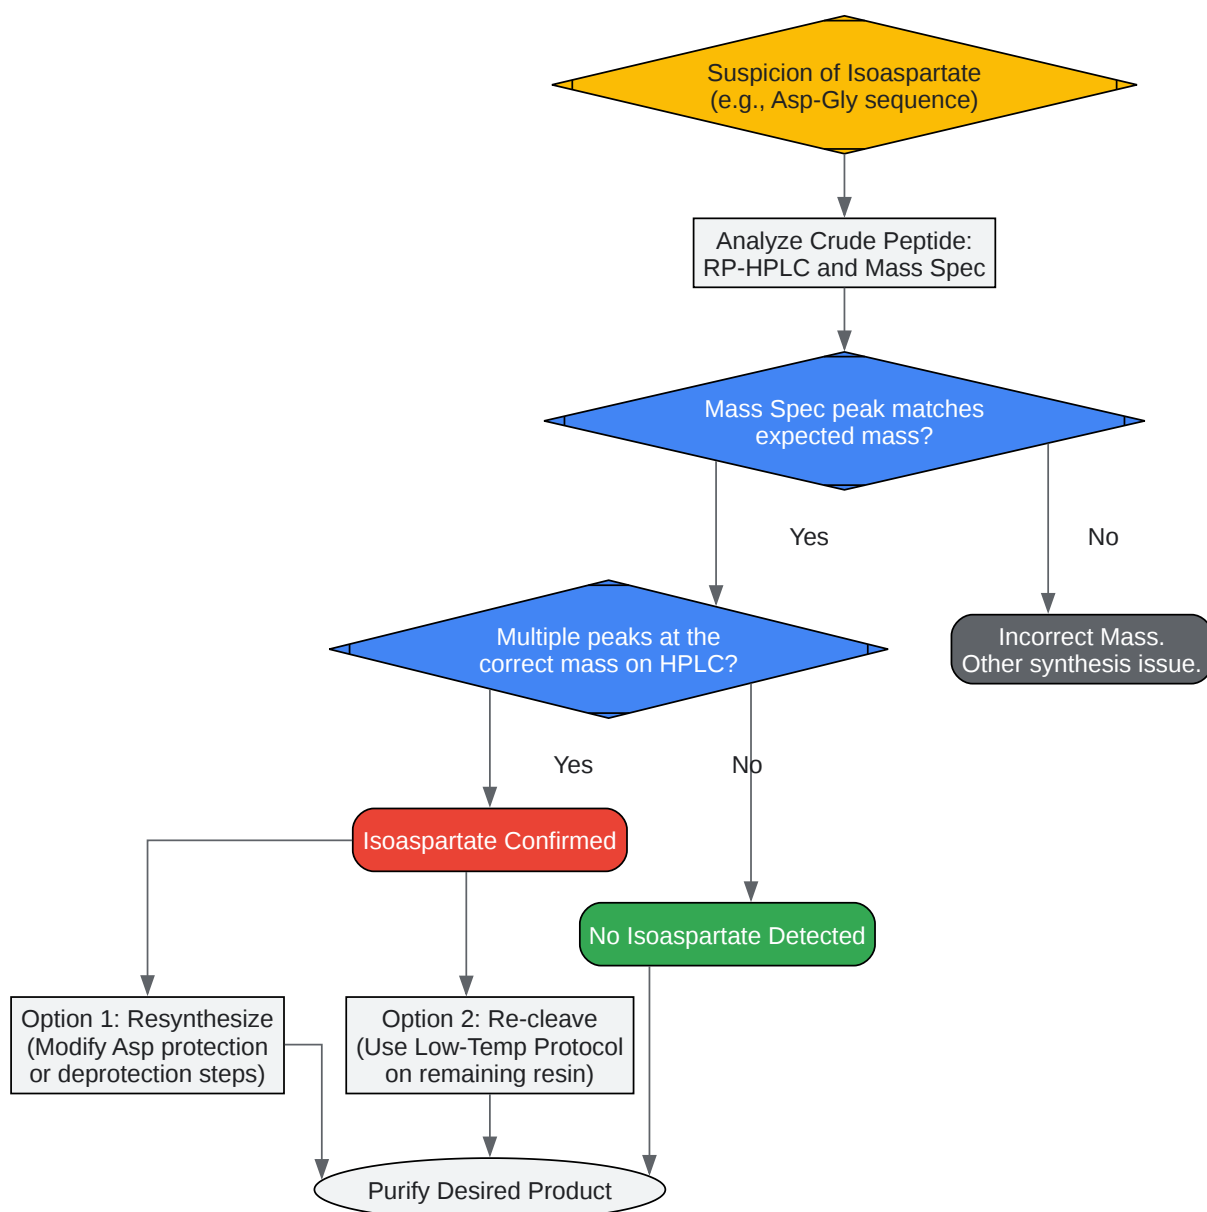 Suspicion of Isoaspartate
(e.g., Asp-Gly sequence)
Analyze Crude Peptide:
RP-HPLC and Mass Spec
Mass Spec peak matches
expected mass?
Yes
No
Multiple peaks at the
correct mass on HPLC?
Incorrect Mass.
Other synthesis issue.
Yes
No
Isoaspartate Confirmed
No Isoaspartate Detected
Option 1: Resynthesize
(Modify Asp protection
or deprotection steps)
Option 2: Re-cleave
(Use Low-Temp Protocol
on remaining resin)
Purify Desired Product